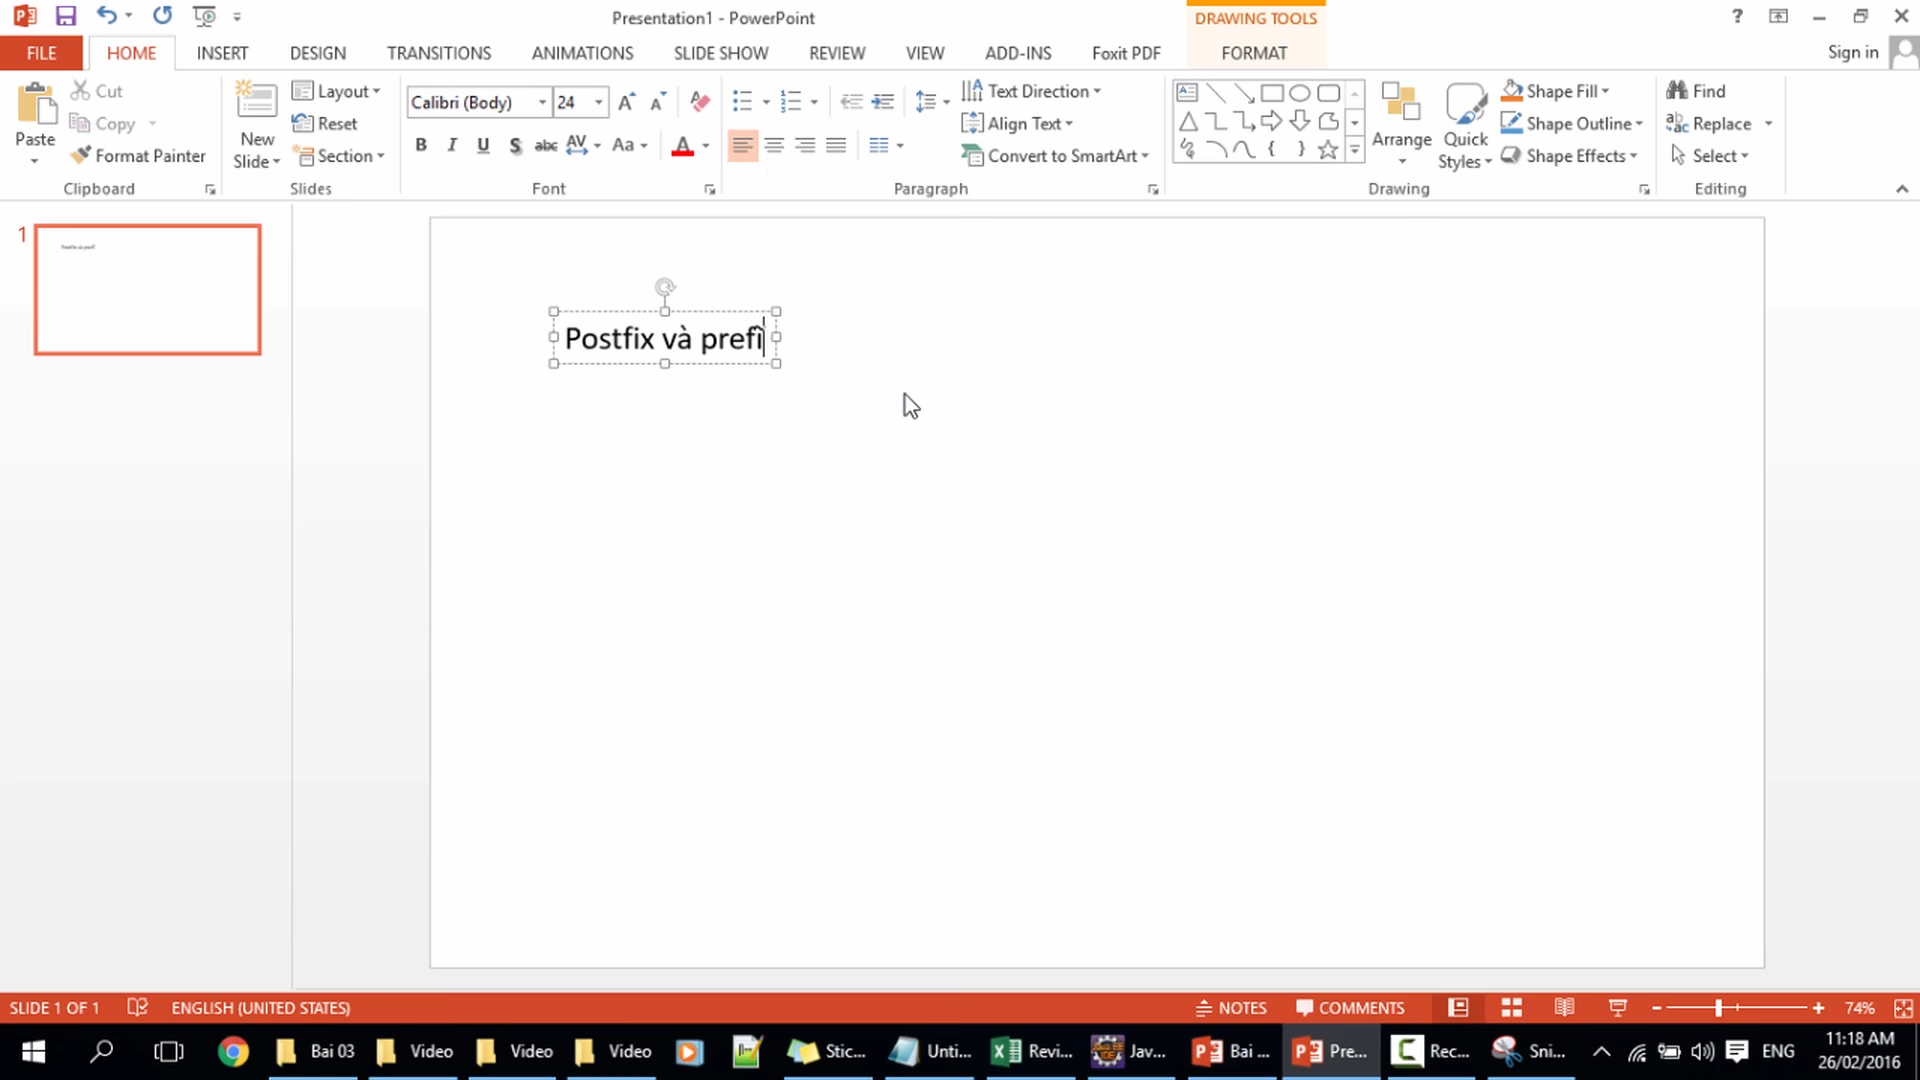 Presentation1 - PowerPoint
DRAWING TOOLS
?
FILE HOME INSERT DESIGN TRANSITIONS ANIMATIONS SLIDE SHOW REVIEW VIEW ADD-INS Foxit PDF FORMAT
Sign in
Paste
Cut
Copy
Format Painter
Clipboard
New
Slide
Layout
Reset
Section
Slides
Calibri (Body) 24
B I U S abc AV Aa A
Font
Text Direction
Align Text
Convert to SmartArt
Paragraph
Arrange
Quick
Styles
Shape Fill
Shape Outline
Shape Effects
Drawing
Find
Replace
Select
Editing
1
Postfix và prefi
SLIDE 1 OF 1
ENGLISH (UNITED STATES)
NOTES
COMMENTS
74%
Bai 03
Video
Video
Video
Stic...
Unti...
Revi...
Jav...
Bai ...
Pre...
Rec...
Sni...
ENG
11:18 AM
26/02/2016